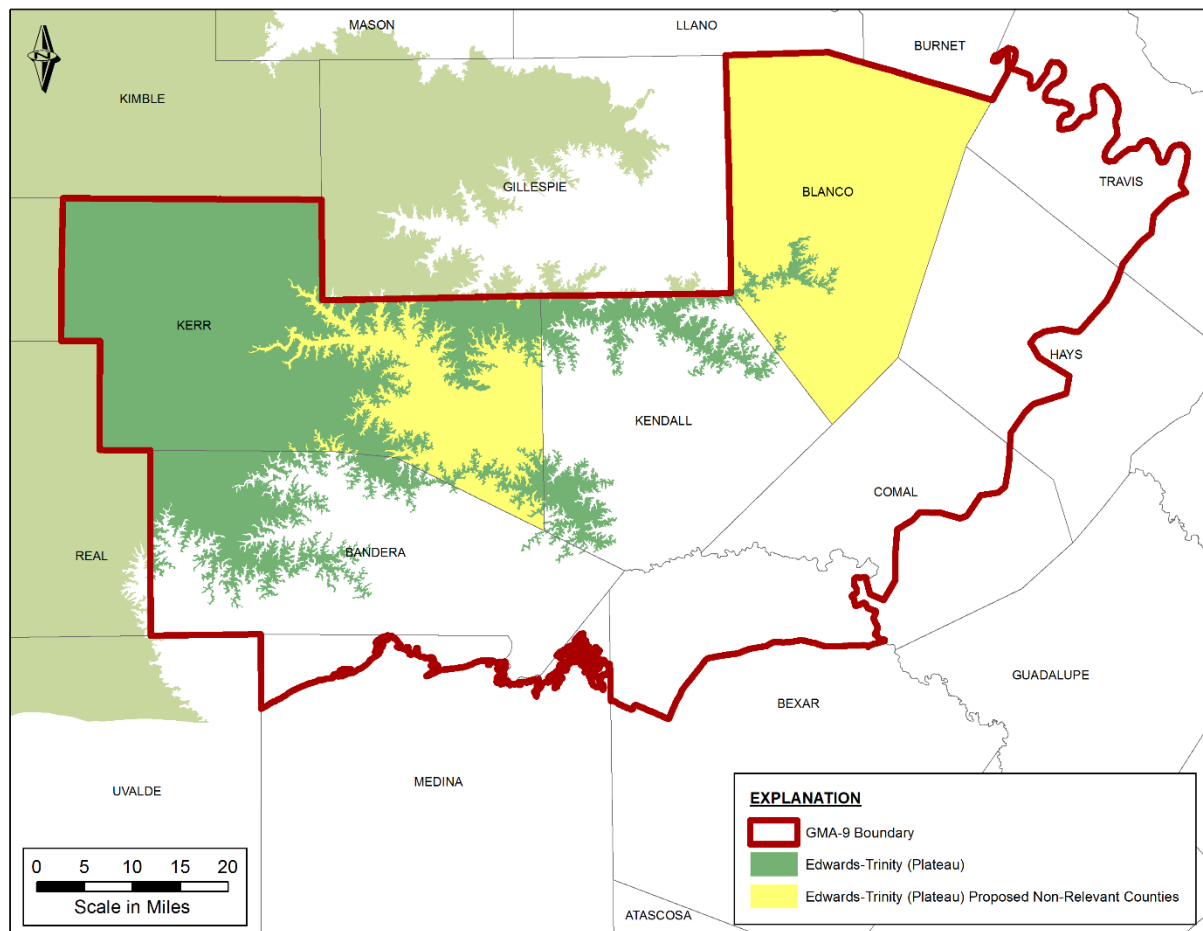 MASON
LLANO
BURNET
N
KIMBLE
GILLESPIE
BLANCO
TRAVIS
KERR
HAYS
KENDALL
COMAL
REAL
BANDERA
GUADALUPE
BEXAR
UVALDE
MEDINA
ATASCOSA
EXPLANATION
GMA-9 Boundary
Edwards-Trinity (Plateau)
Edwards-Trinity (Plateau) Proposed Non-Relevant Counties
0 5 10 15 20
Scale in Miles